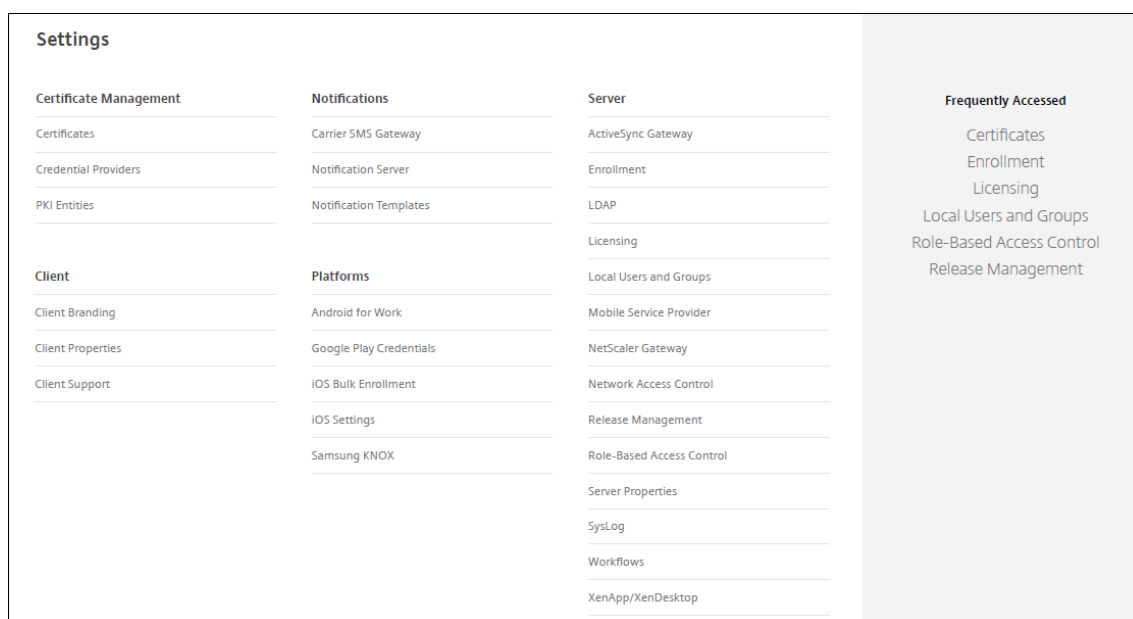 Settings
Certificate Management
Certificates
Credential Providers
PKI Entities
Client
Client Branding
Client Properties
Client Support
Notifications
Carrier SMS Gateway
Notification Server
Notification Templates
Platforms
Android for Work
Google Play Credentials
iOS Bulk Enrollment
iOS Settings
Samsung KNOX
Server
ActiveSync Gateway
Enrollment
LDAP
Licensing
Local Users and Groups
Mobile Service Provider
NetScaler Gateway
Network Access Control
Release Management
Role-Based Access Control
Server Properties
SysLog
Workflows
XenApp/XenDesktop
Frequently Accessed
Certificates
Enrollment
Licensing
Local Users and Groups
Role-Based Access Control
Release Management